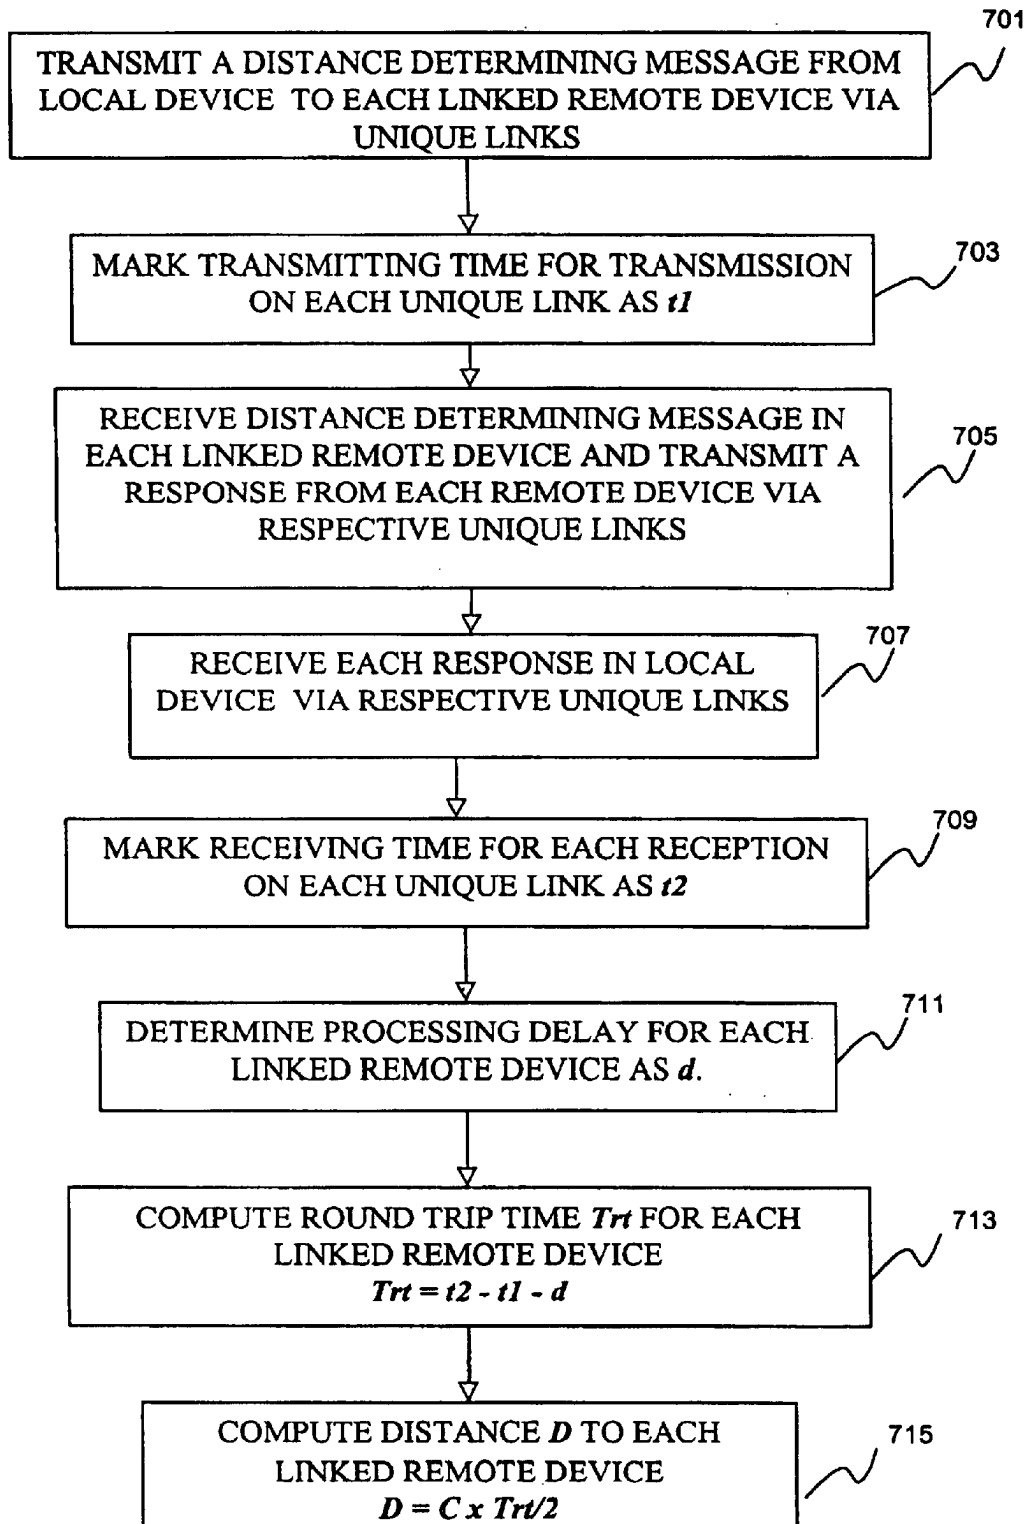 701
TRANSMIT A DISTANCE DETERMINING MESSAGE FROM
LOCAL DEVICE TO EACH LINKED REMOTE DEVICE VIA
UNIQUE LINKS
703
MARK TRANSMITTING TIME FOR TRANSMISSION
ON EACH UNIQUE LINK AS t1
705
RECEIVE DISTANCE DETERMINING MESSAGE IN
EACH LINKED REMOTE DEVICE AND TRANSMIT A
RESPONSE FROM EACH REMOTE DEVICE VIA
RESPECTIVE UNIQUE LINKS
707
RECEIVE EACH RESPONSE IN LOCAL
DEVICE VIA RESPECTIVE UNIQUE LINKS
709
MARK RECEIVING TIME FOR EACH RECEPTION
ON EACH UNIQUE LINK AS t2
711
DETERMINE PROCESSING DELAY FOR EACH
LINKED REMOTE DEVICE AS d.
713
COMPUTE ROUND TRIP TIME Trt FOR EACH
LINKED REMOTE DEVICE
Trt = t2 - t1 - d
715
COMPUTE DISTANCE D TO EACH
LINKED REMOTE DEVICE
D = C x Trt/2